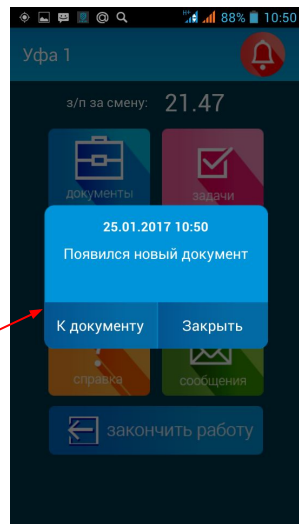 88% 10:50
Уфа 1
з/п за смену: 21.47
документы задачи
25.01.2017 10:50
Появился новый документ
К документу Закрыть
справка сообщения
закончить работу